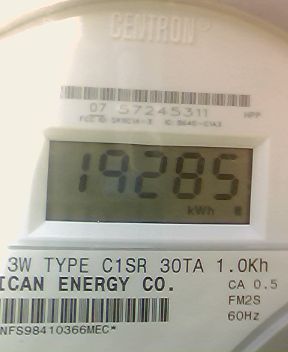 CENTRON®
07 57245311 HPP
19285
kWh
3W TYPE C1SR 30TA 1.0Kh
ICAN ENERGY CO. CA 0.5
FM2S
NFS98410366MEC* 60Hz